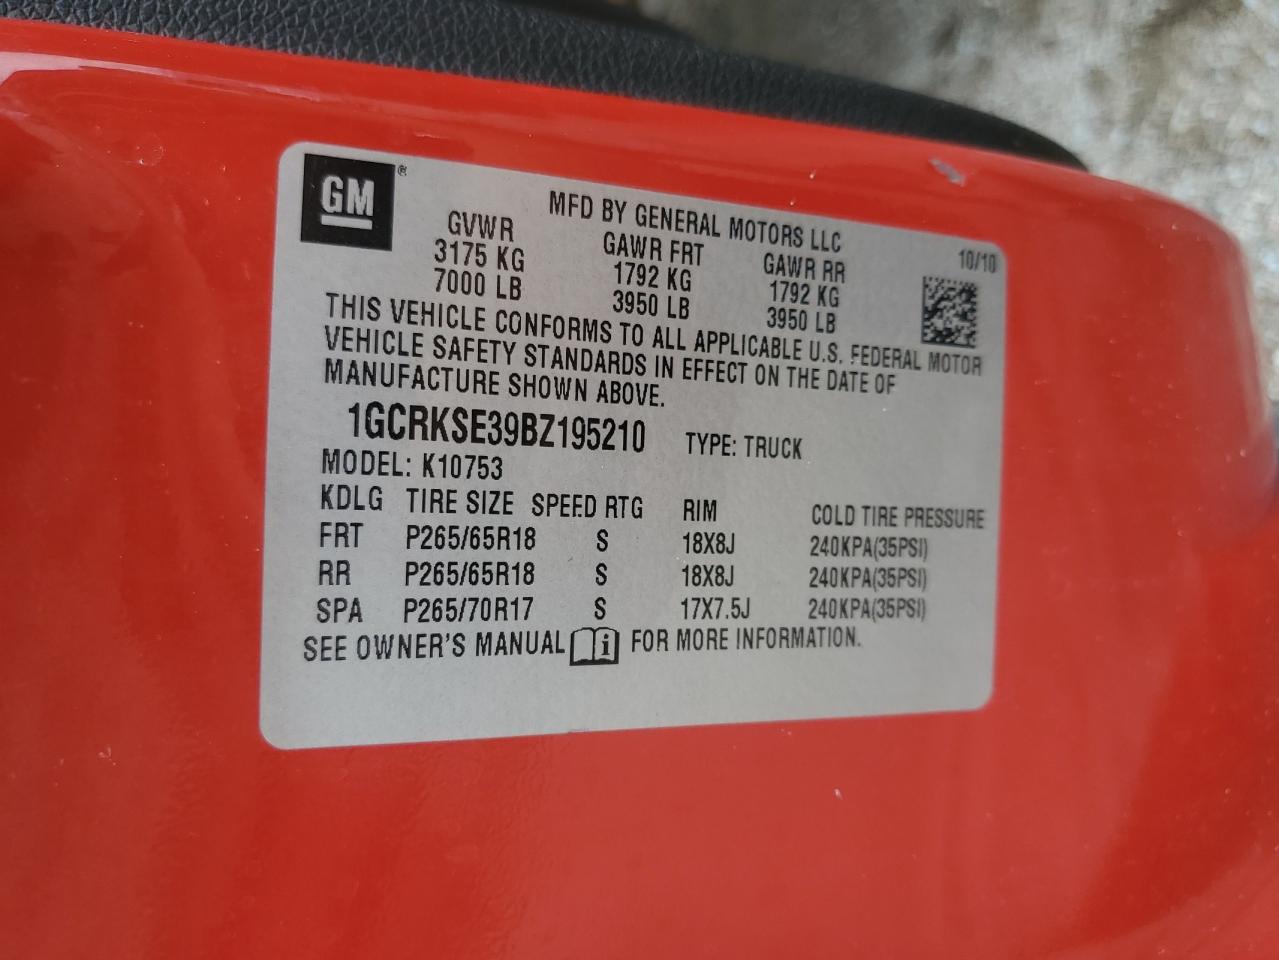 GM®
MFD BY GENERAL MOTORS LLC
10/10
GVWR GAWR FRT GAWR RR
3175 KG 1792 KG 1792 KG
7000 LB 3950 LB 3950 LB
THIS VEHICLE CONFORMS TO ALL APPLICABLE U.S. FEDERAL MOTOR
VEHICLE SAFETY STANDARDS IN EFFECT ON THE DATE OF
MANUFACTURE SHOWN ABOVE.
1GCRKSE39BZ195210 TYPE: TRUCK
MODEL: K10753
KDLG TIRE SIZE SPEED RTG RIM COLD TIRE PRESSURE
FRT P265/65R18 S 18X8J 240KPA(35PSI)
RR P265/65R18 S 18X8J 240KPA(35PSI)
SPA P265/70R17 S 17X7.5J 240KPA(35PSI)
SEE OWNER'S MANUAL i FOR MORE INFORMATION.